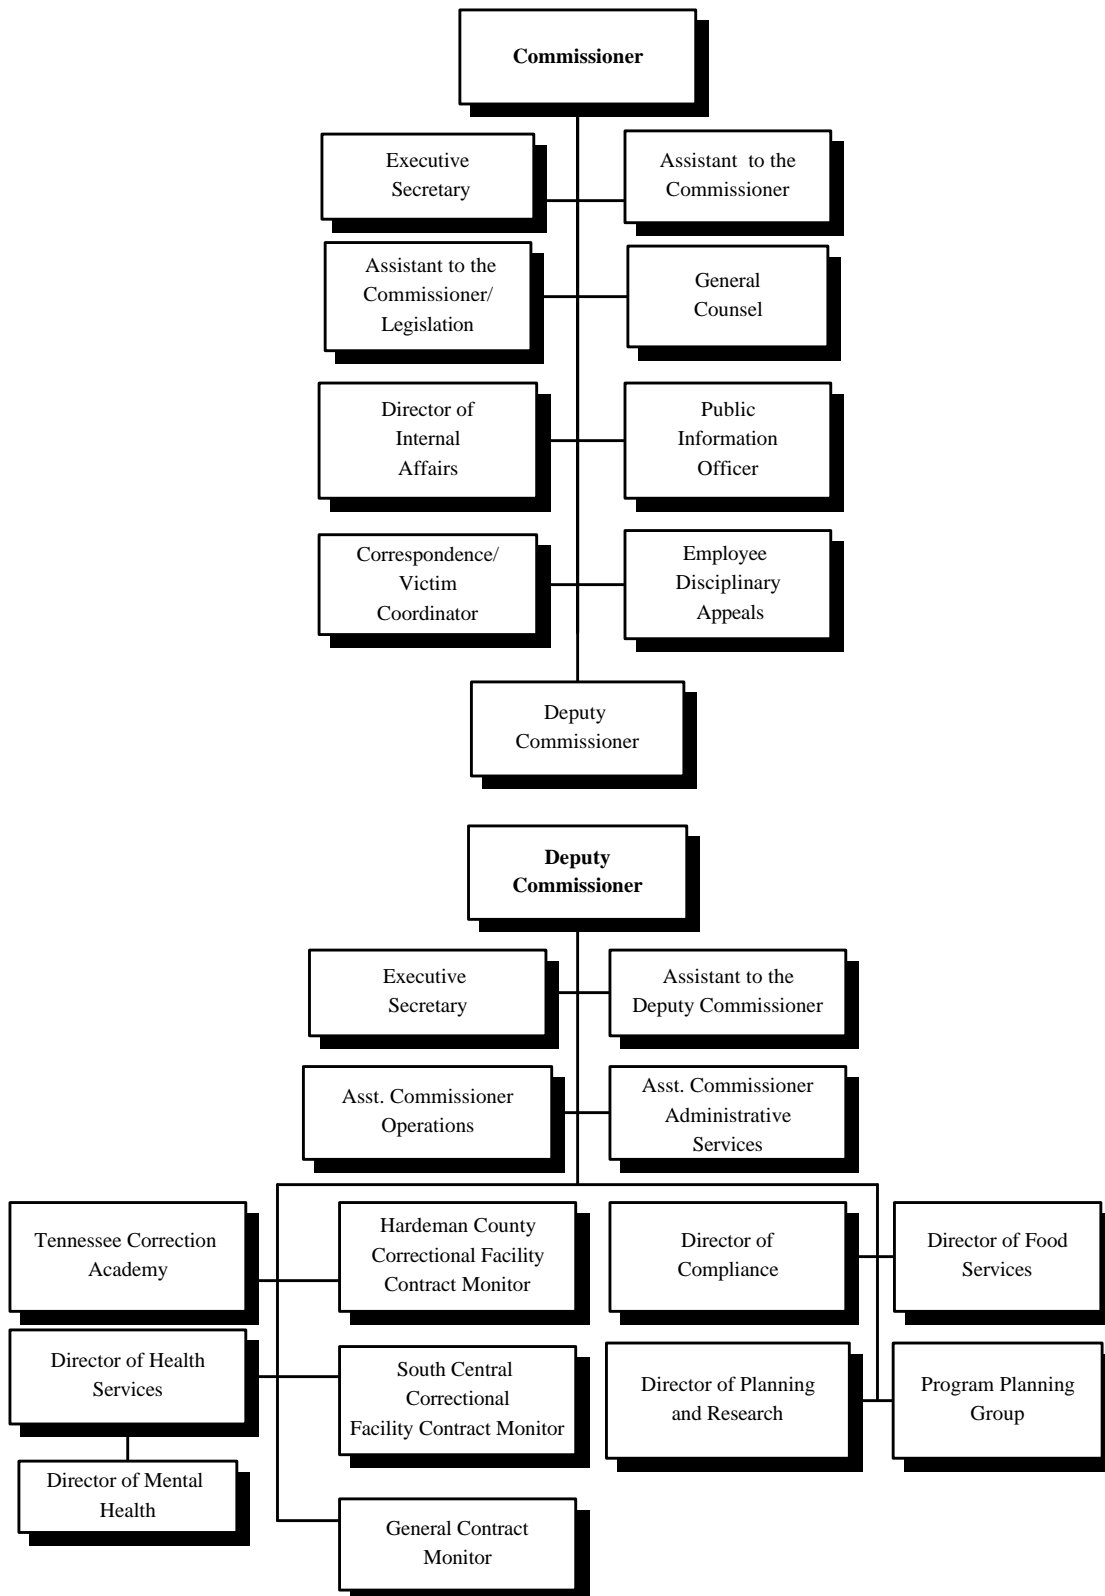 Commissioner
Executive
Secretary
Assistant to the
Commissioner
Assistant to the
Commissioner/
Legislation
General
Counsel
Director of
Internal
Affairs
Public
Information
Officer
Correspondence/
Victim
Coordinator
Employee
Disciplinary
Appeals
Deputy
Commissioner
Deputy
Commissioner
Executive
Secretary
Assistant to the
Deputy Commissioner
Asst. Commissioner
Operations
Asst. Commissioner
Administrative
Services
Tennessee Correction
Academy
Hardeman County
Correctional Facility
Contract Monitor
Director of
Compliance
Director of Food
Services
Director of Health
Services
South Central
Correctional
Facility Contract Monitor
Director of Planning
and Research
Program Planning
Group
Director of Mental
Health
General Contract
Monitor